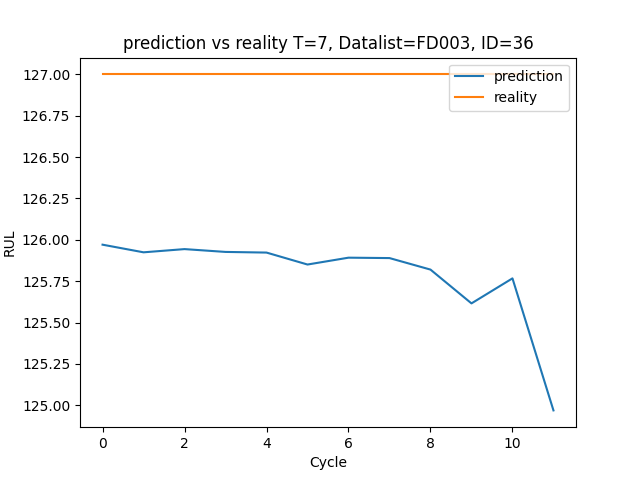 prediction vs reality T=7, Datalist=FD003, ID=36
127.00
126.75
126.50
126.25
126.00
125.75
125.50
125.25
125.00
RUL
prediction
reality
0 2 4 6 8 10
Cycle